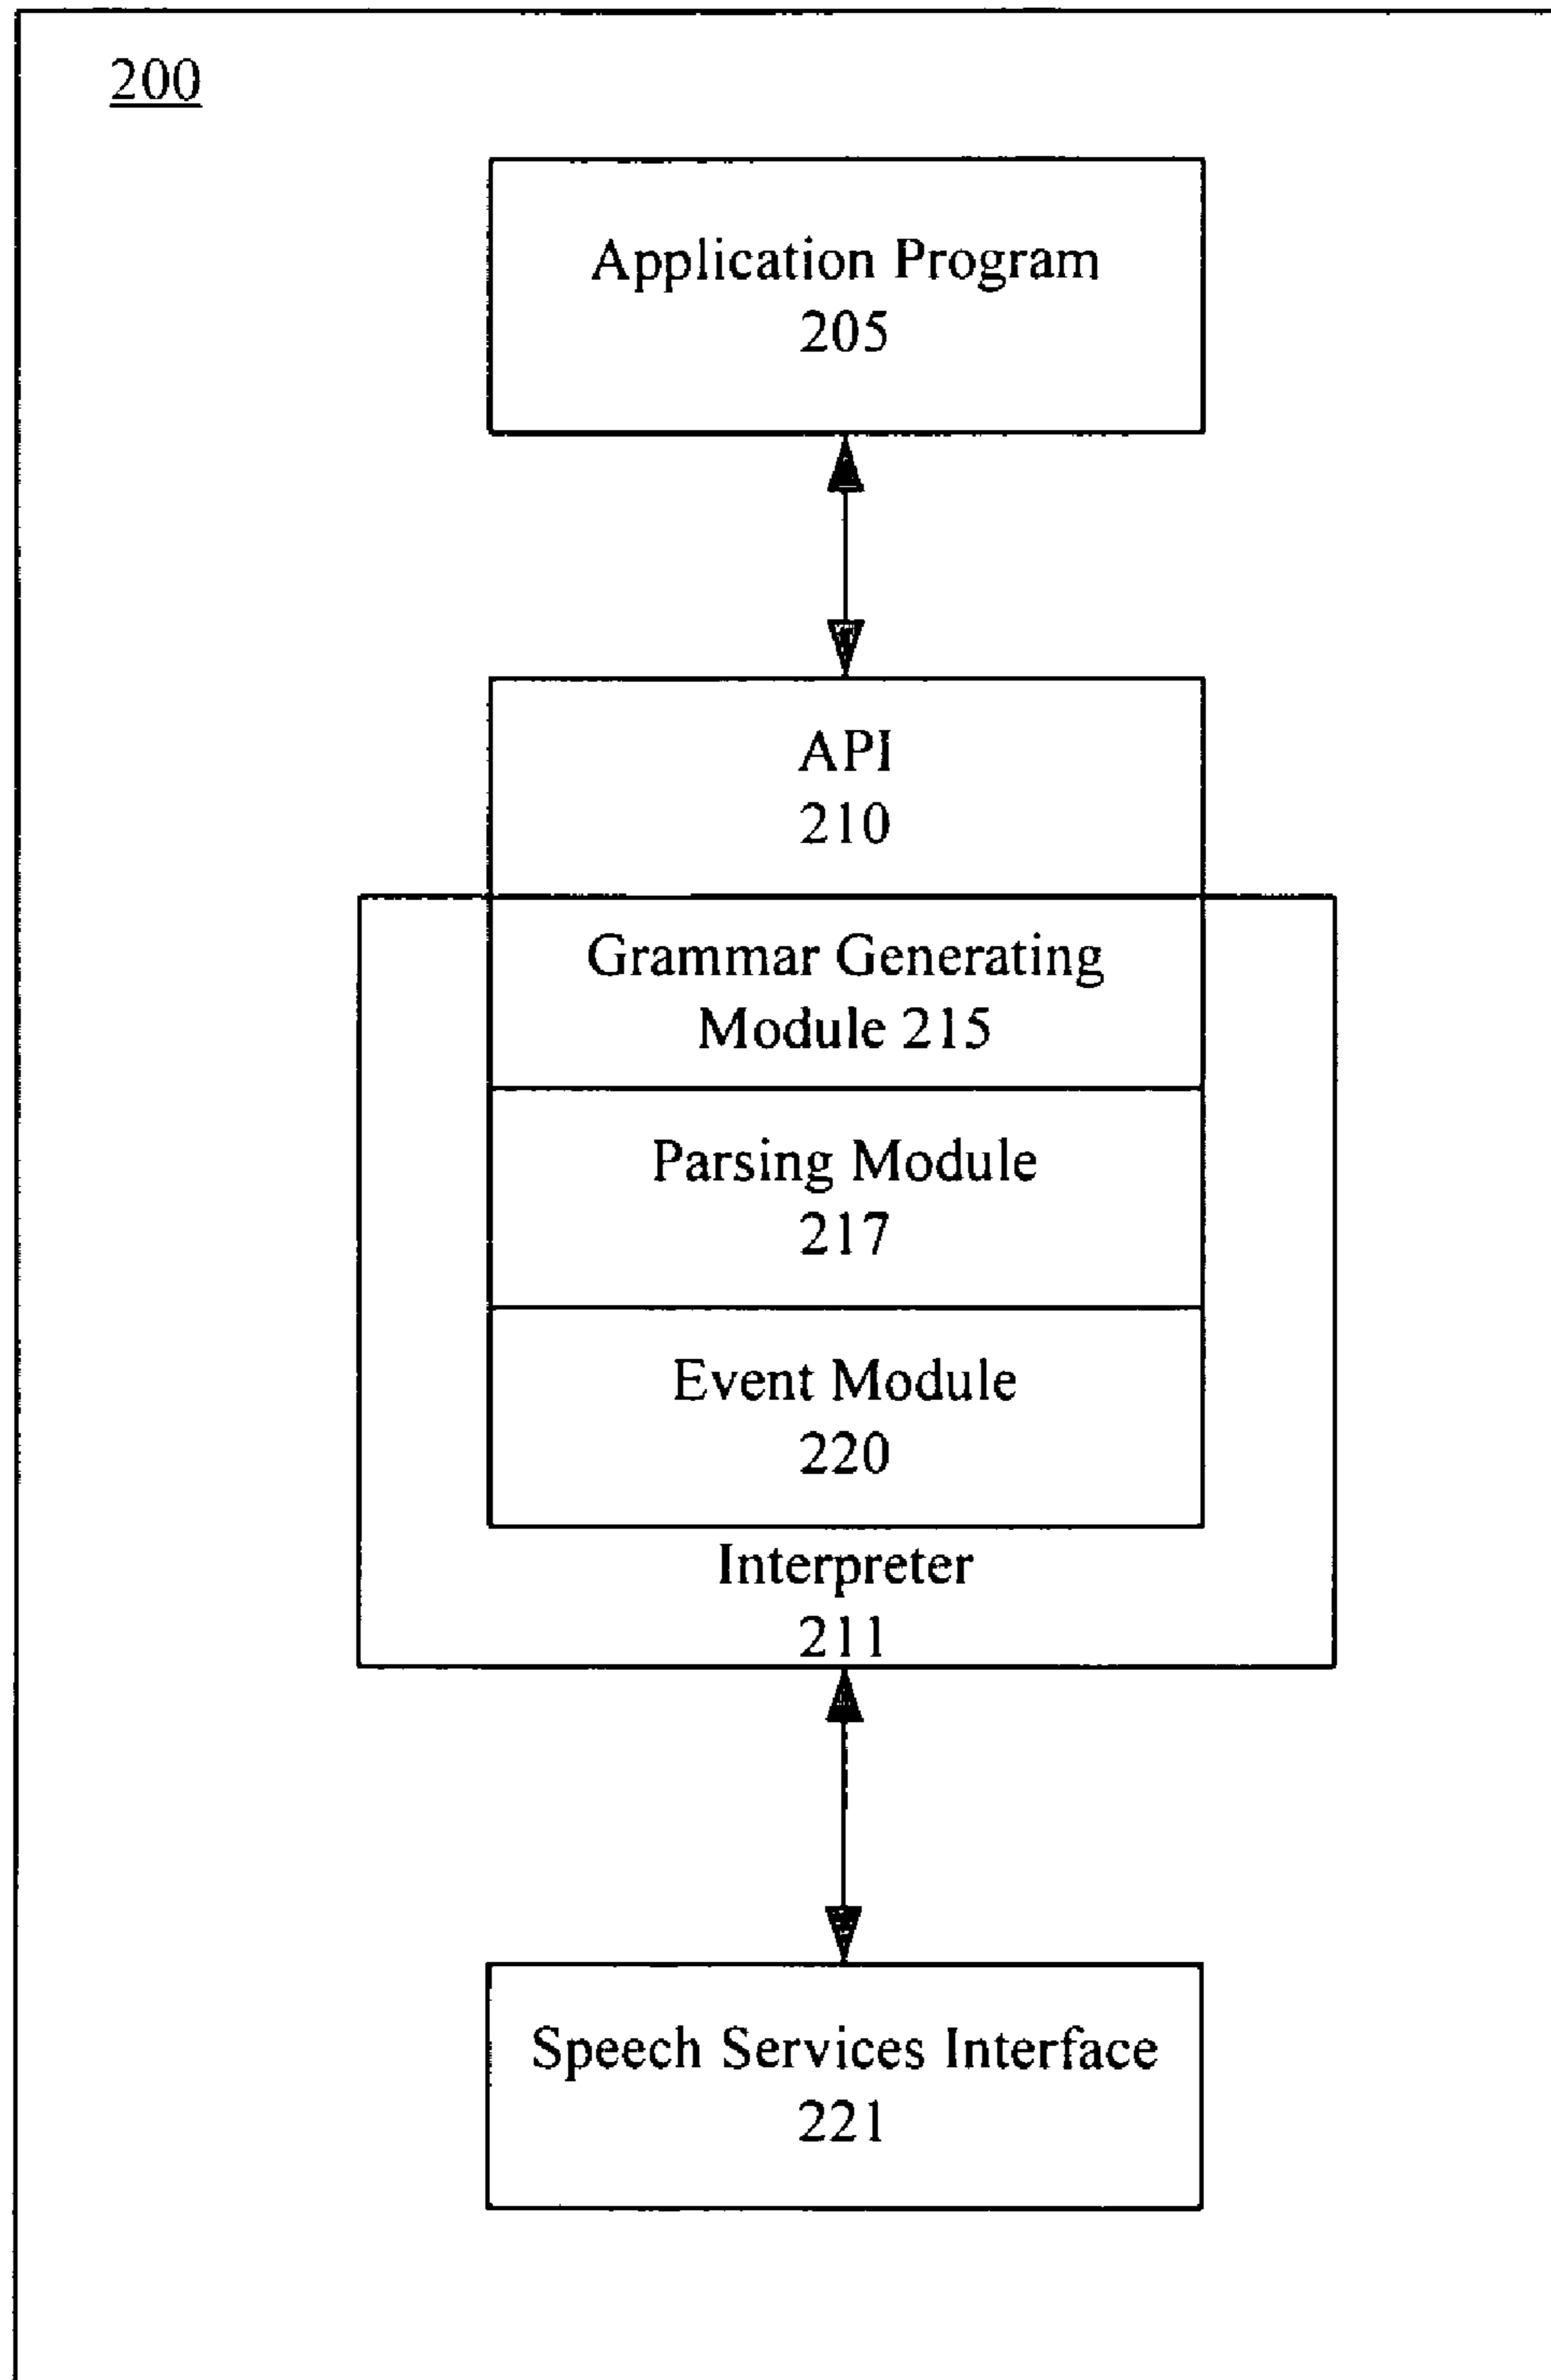 200
Application Program
205
API
210
Grammar Generating
Module 215
Parsing Module
217
Event Module
220
Interpreter
211
Speech Services Interface
221